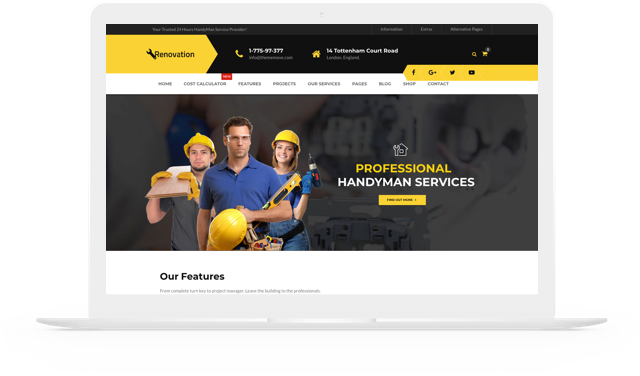 Your Trusted 24 Hours HandyMan Service Provider!
Information Extras Alternative Pages
Renovation
1-775-97-377
info@thememove.com
14 Tottenham Court Road
London, England.
0
NEW
HOME COST CALCULATOR FEATURES PROJECTS OUR SERVICES PAGES BLOG SHOP CONTACT
PROFESSIONAL
HANDYMAN SERVICES
FIND OUT MORE
Our Features
From complete turn key to project manager. Leave the building to the professionals.